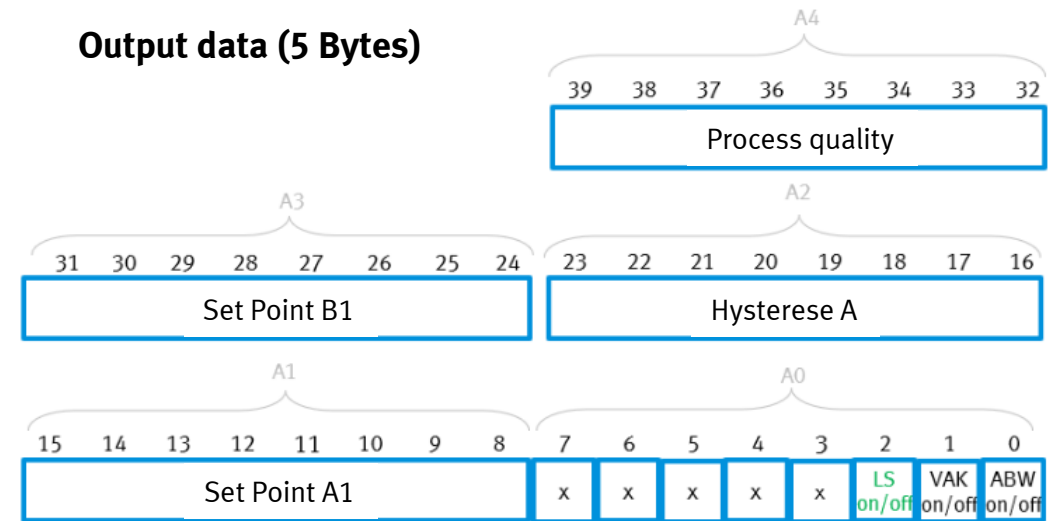 Output data (5 Bytes)
A4
39 38 37 36 35 34 33 32
Process quality
A3
31 30 29 28 27 26 25 24
Set Point B1
A2
23 22 21 20 19 18 17 16
Hysterese A
A1
15 14 13 12 11 10 9 8
Set Point A1
A0
7 6 5 4 3 2 1 0
x x x x x LS VAK ABW
on/off on/off on/off